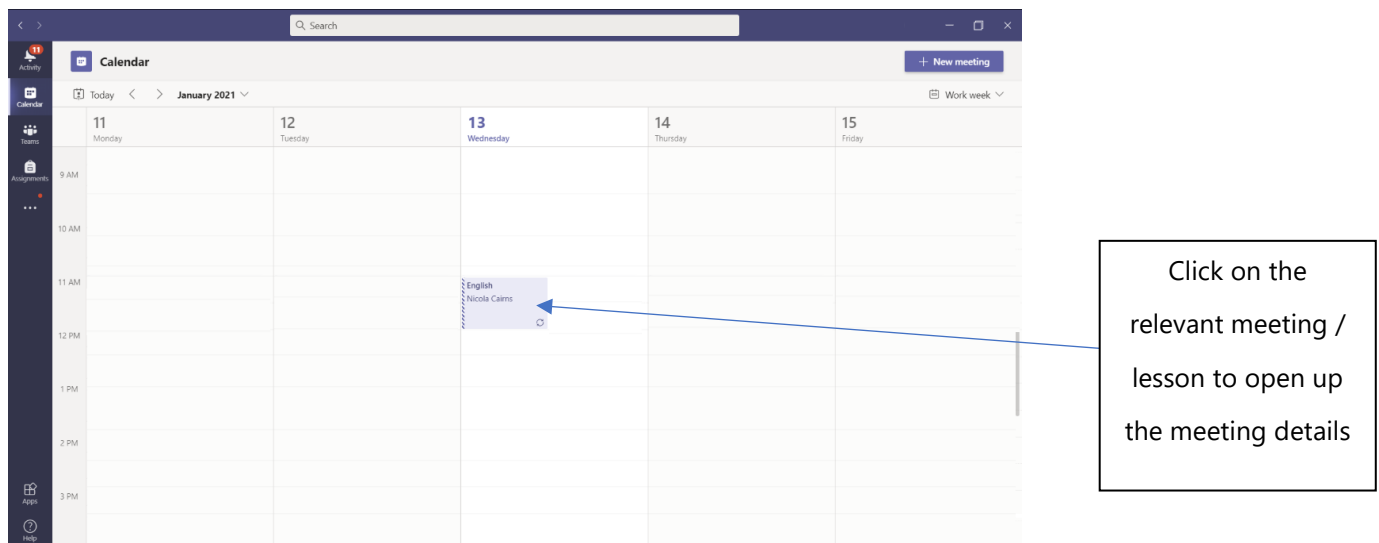 Search
11
Activity
Calendar
+ New meeting
Calendar
Today < > January 2021
Work week
Teams
11
Monday
12
Tuesday
13
Wednesday
14
Thursday
15
Friday
Assignments
9 AM
10 AM
11 AM
English
Nicola Cairns
12 PM
1 PM
2 PM
3 PM
Apps
Help
Click on the
relevant meeting /
lesson to open up
the meeting details